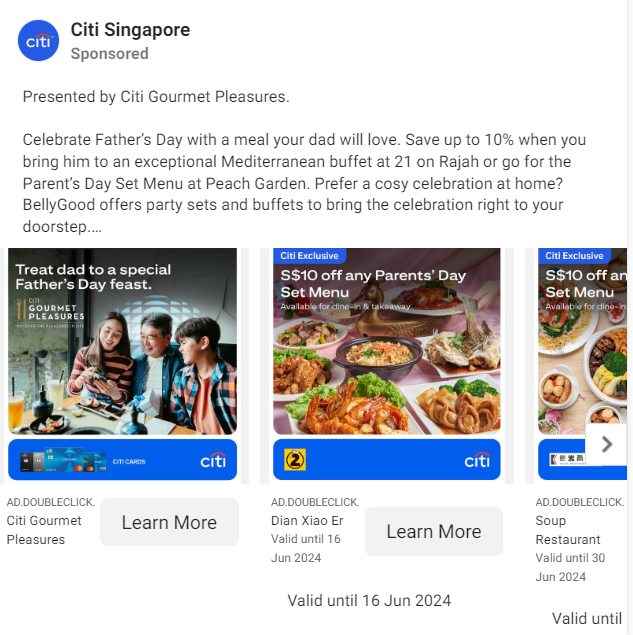 Citi Singapore
citi
Sponsored
Presented by Citi Gourmet Pleasures.
Celebrate Father’s Day with a meal your dad will love. Save up to 10% when you
bring him to an exceptional Mediterranean buffet at 21 on Rajah or go for the
Parent’s Day Set Menu at Peach Garden. Prefer a cosy celebration at home?
BellyGood offers party sets and buffets to bring the celebration right to your
doorstep....
Treat dad to a special
Father’s Day feast.
CITI
GOURMET
PLEASURES
CITI CARDS
citi
AD.DOUBLECLICK.
Citi Gourmet
Pleasures
Learn More
Citi Exclusive
S$10 off any Parents’ Day
Set Menu
Available for dine-in & takeaway
2
citi
AD.DOUBLECLICK.
Dian Xiao Er
Valid until 16
Jun 2024
Learn More
Valid until 16 Jun 2024
Citi Exclusive
S$10 off an
Set Menu
Available for dine-in
AD.DOUBLECLICK.
Soup
Restaurant
Valid until 30
Jun 2024
Valid until